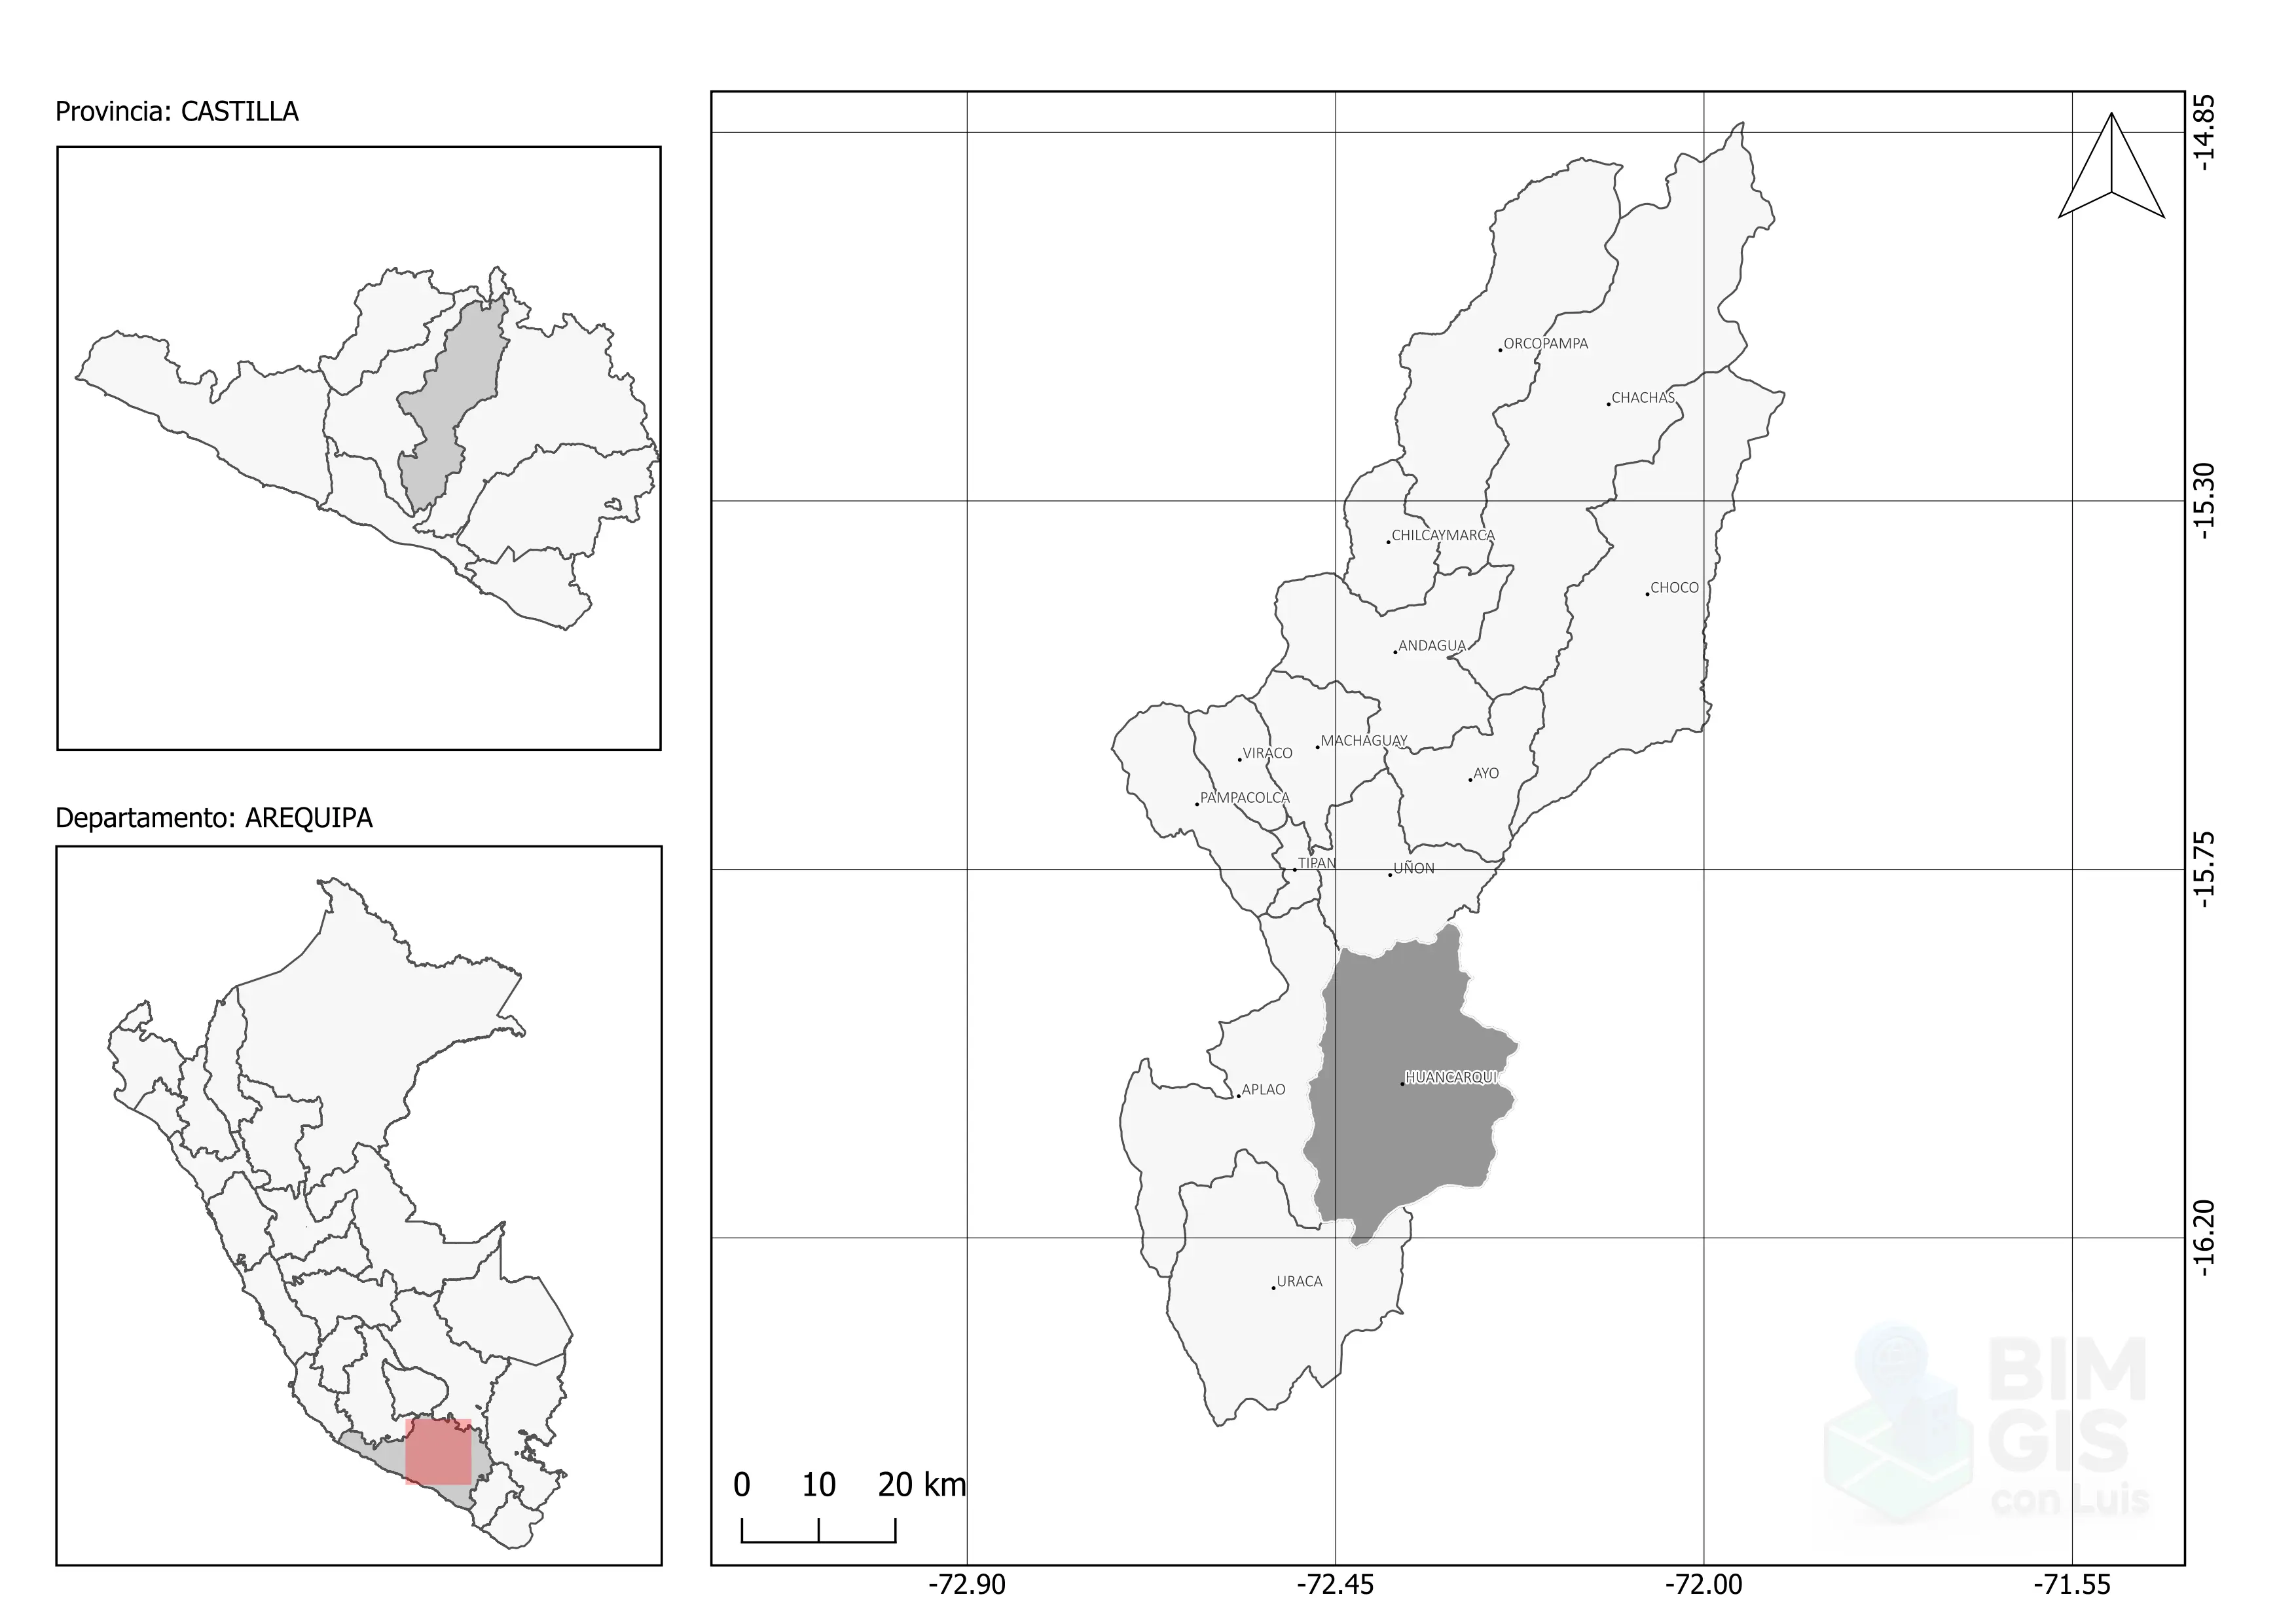 Provincia: CASTILLA
Departamento: AREQUIPA
ORCOPAMPA
CHACHAS
CHILCAYMARCA
CHOCO
ANDAGUA
MACHAGUAY
VIRACO
AYO
PAMPACOLCA
TIPAN
UÑON
HUANCARQUI
APLAO
URACA
-14.85
-15.30
-15.75
-16.20
0 10 20 km
-72.90 -72.45 -72.00 -71.55
BIM
GIS
con Luis